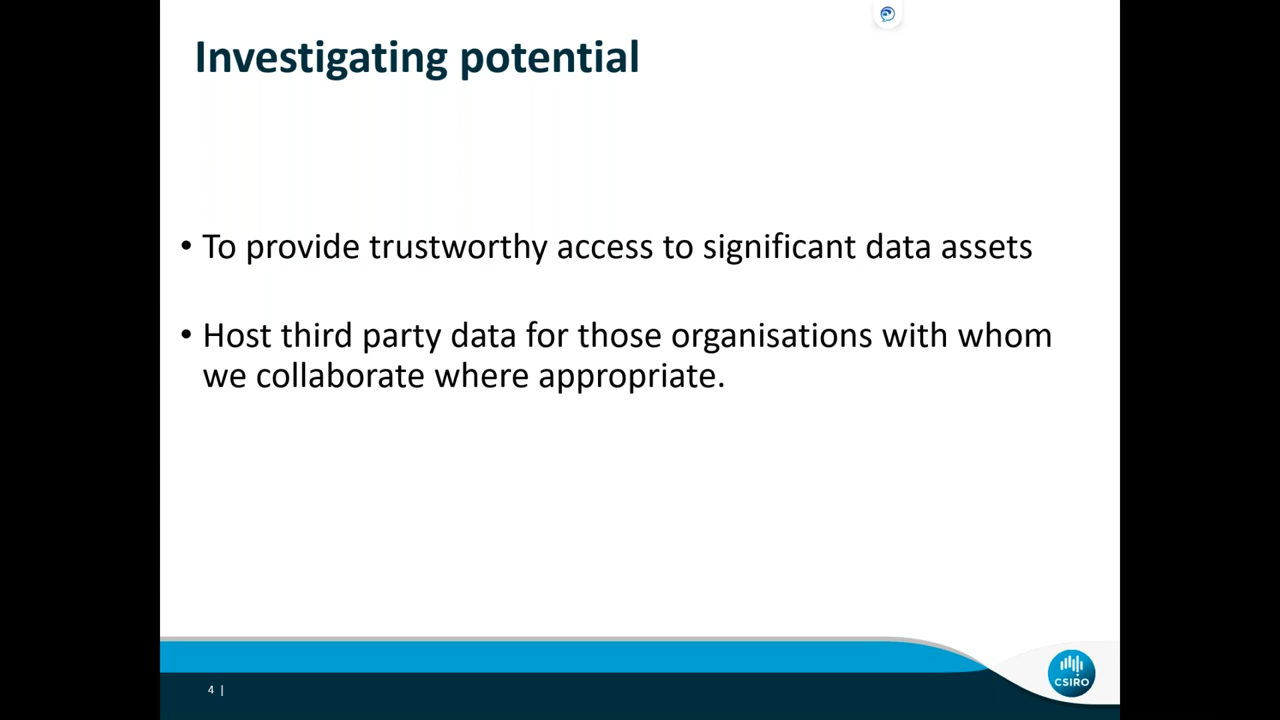 Investigating potential
• To provide trustworthy access to significant data assets
• Host third party data for those organisations with whom
we collaborate where appropriate.
4 |
CSIRO